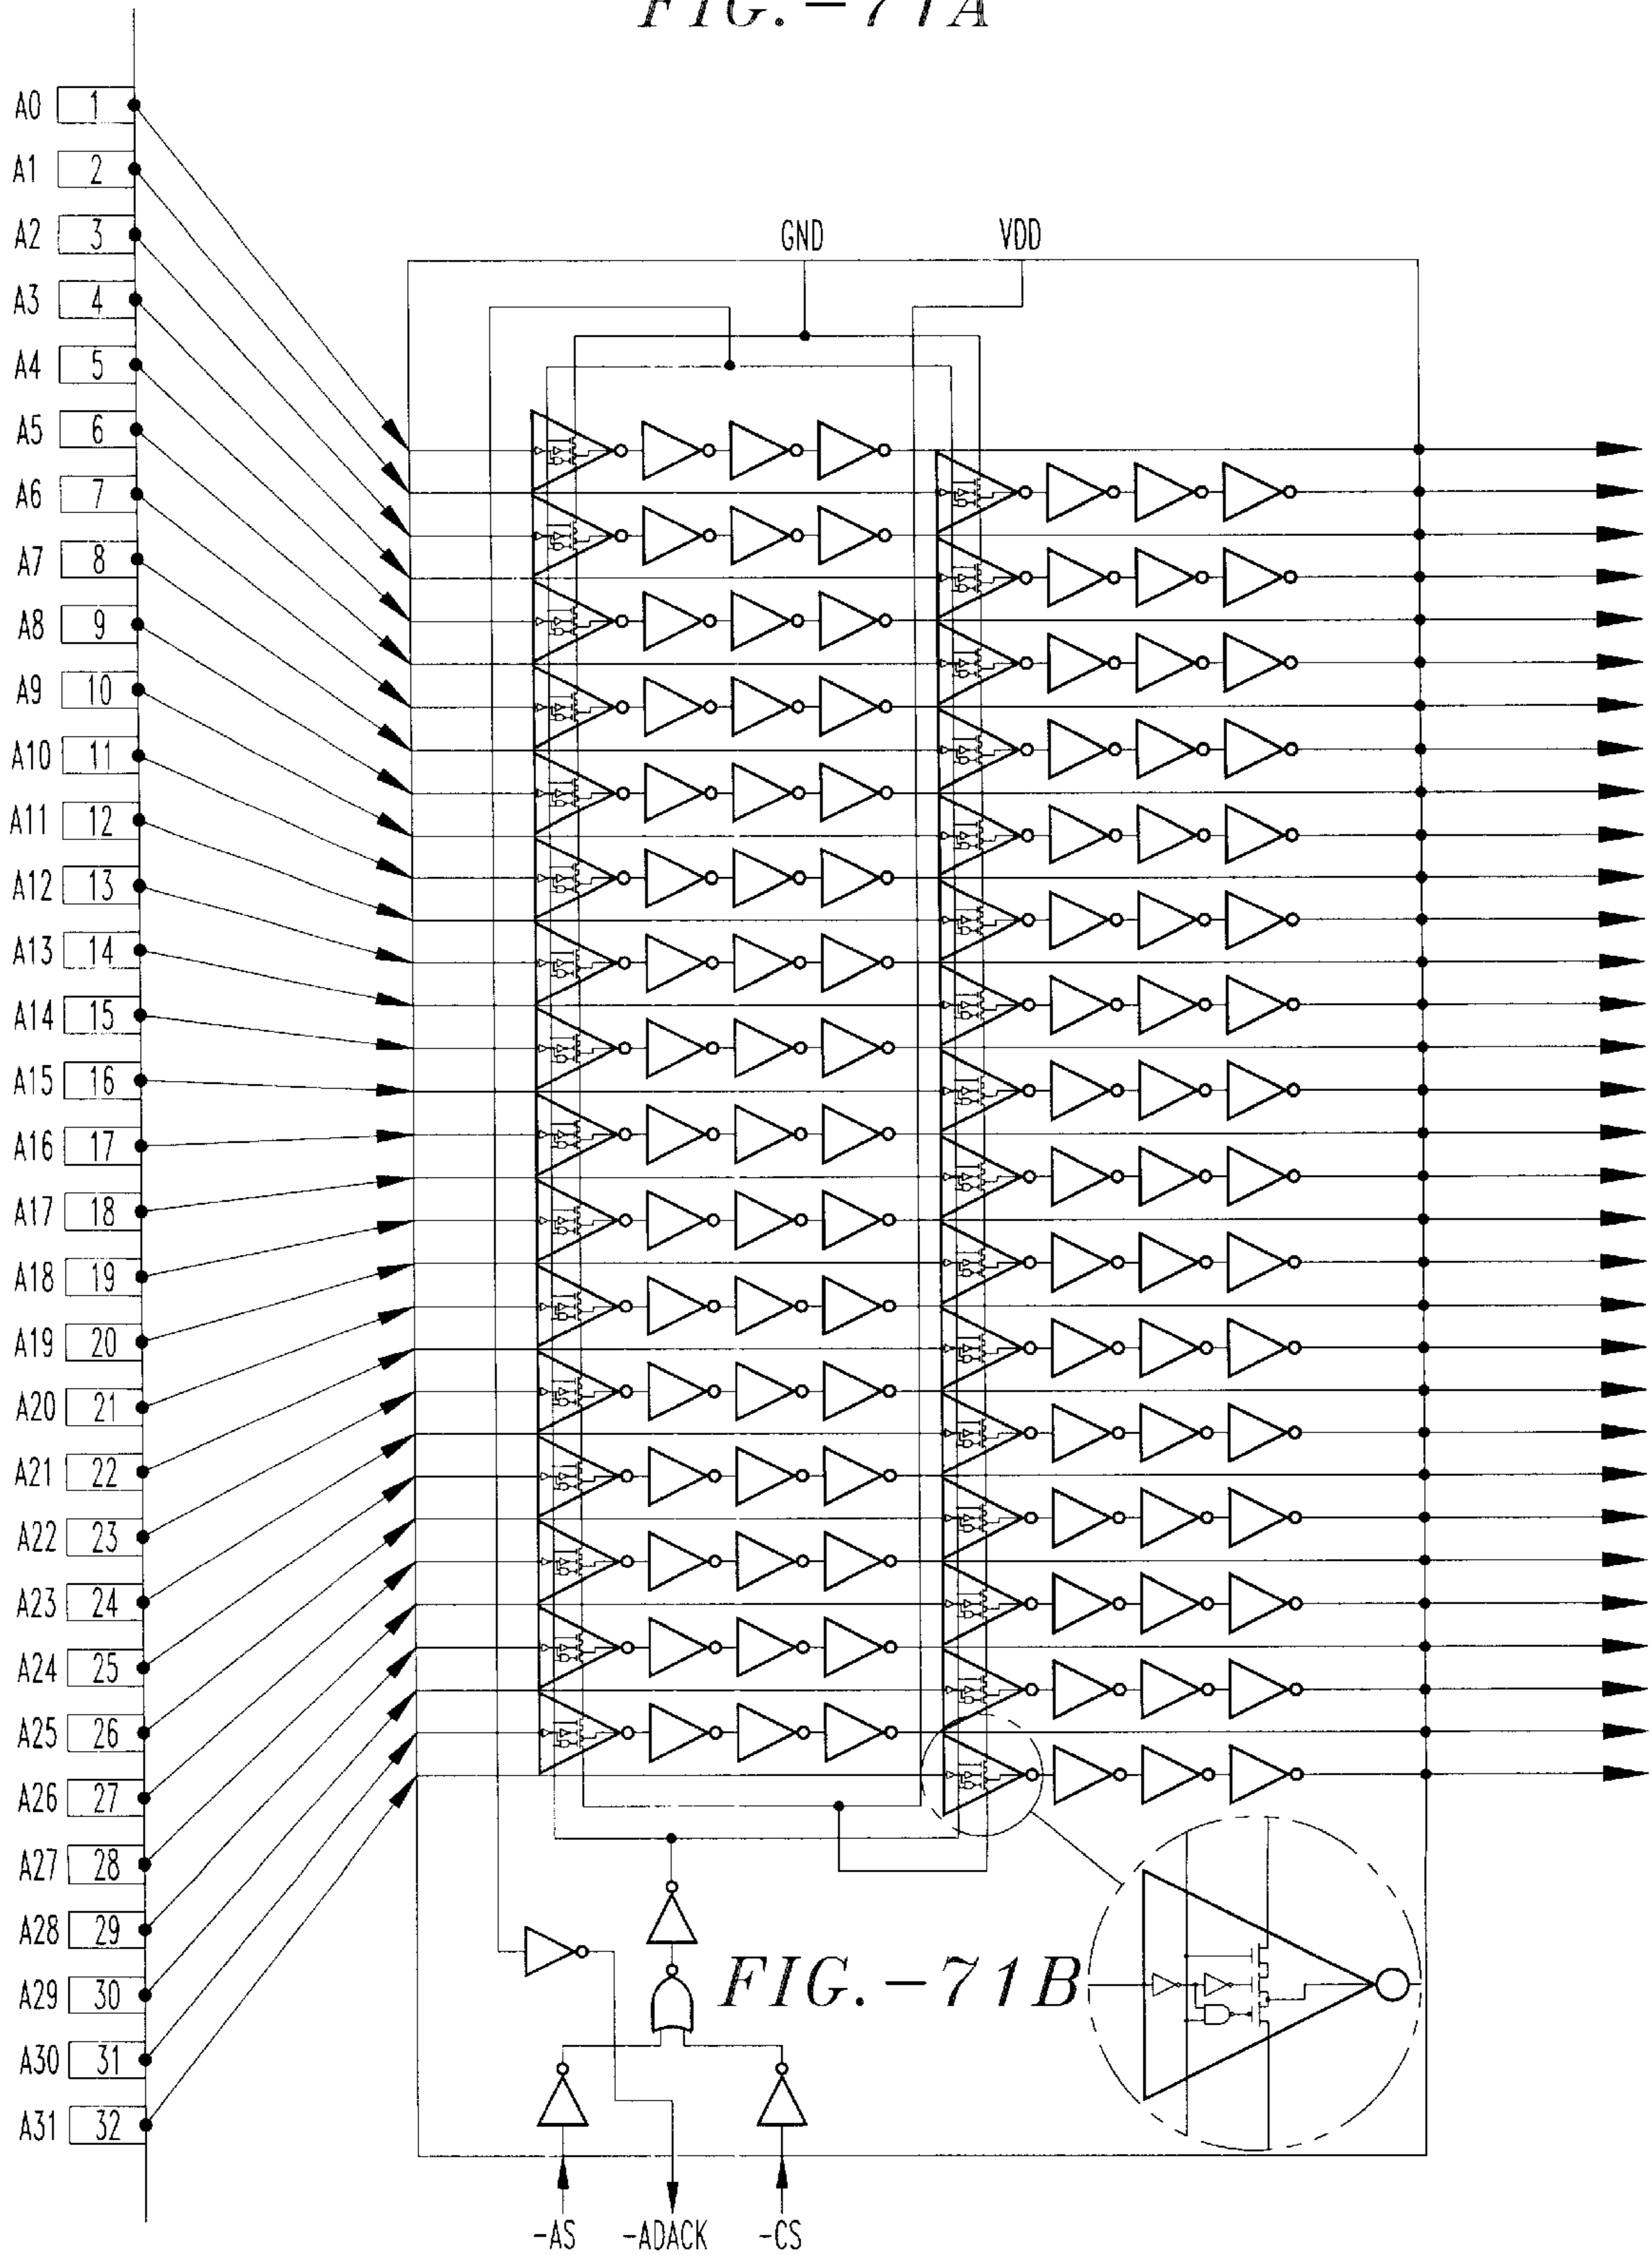 FIG.-71A
GND VDD
A0 1
A1 2
A2 3
A3 4
A4 5
A5 6
A6 7
A7 8
A8 9
A9 10
A10 11
A11 12
A12 13
A13 14
A14 15
A15 16
A16 17
A17 18
A18 19
A19 20
A20 21
A21 22
A22 23
A23 24
A24 25
A25 26
A26 27
A27 28
A28 29
A29 30
A30 31
A31 32
FIG.-71B
-AS -ADACK -CS